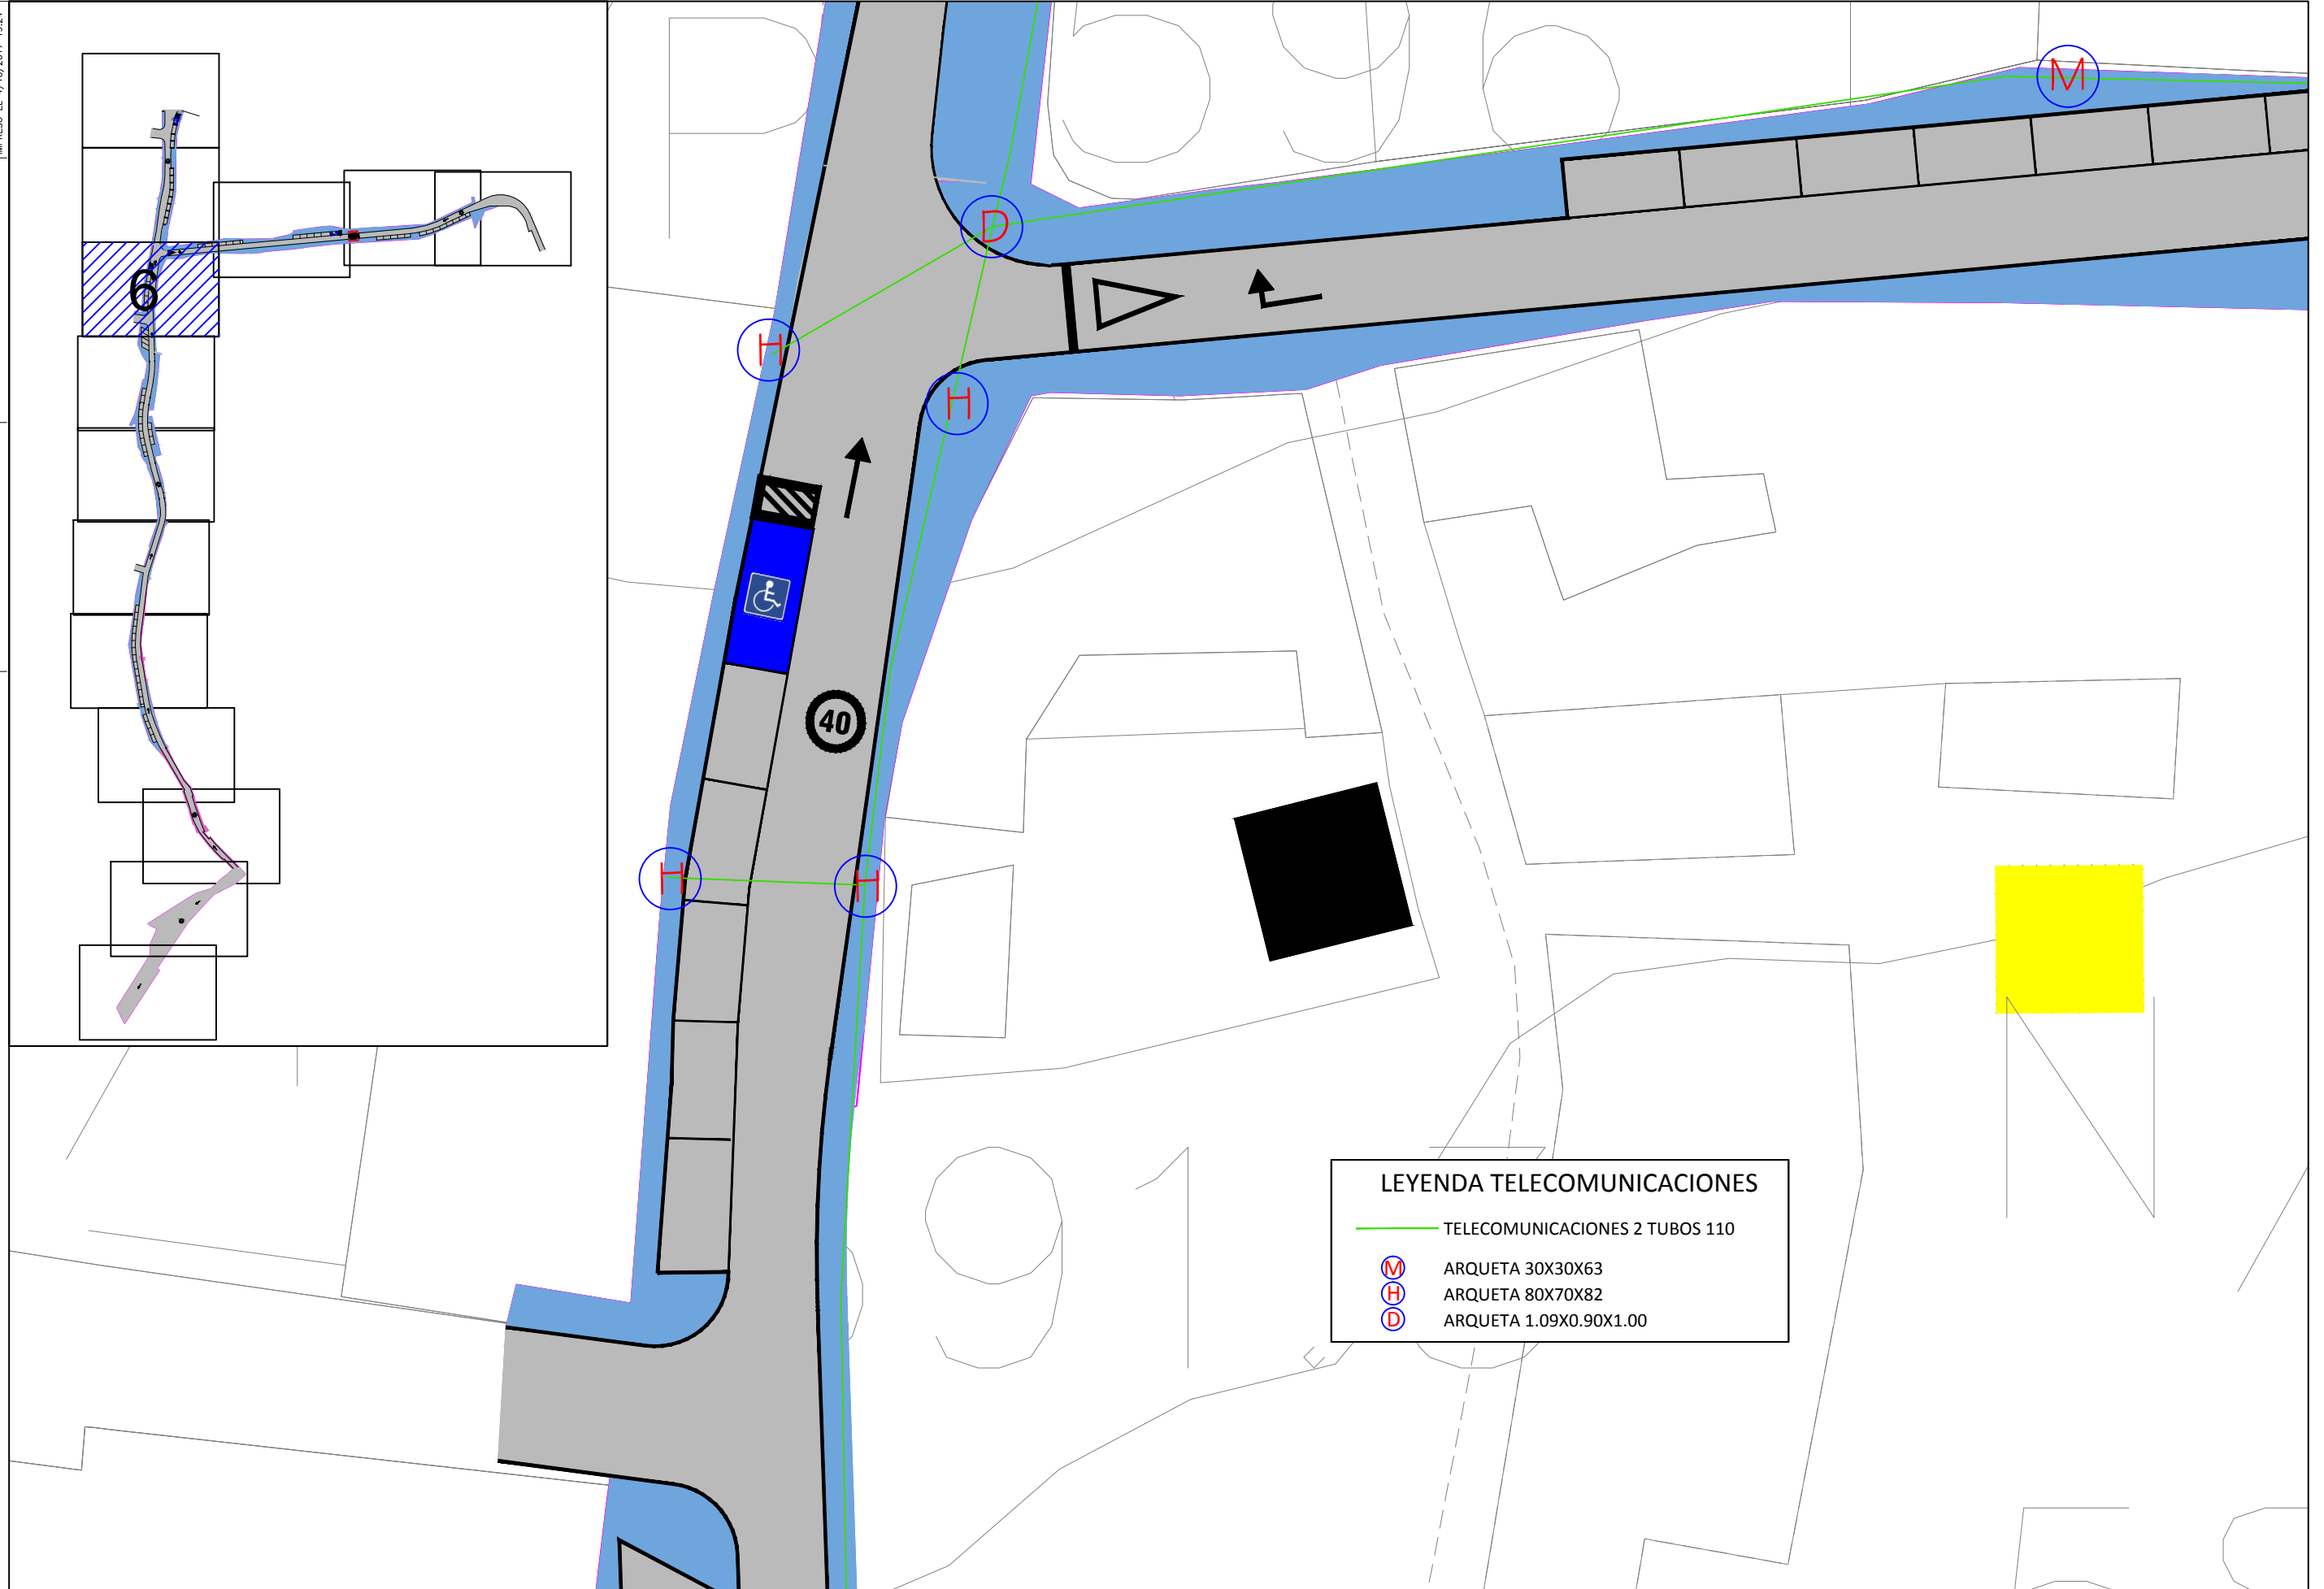 6
M
D
H
H
40
H
H
LEYENDA TELECOMUNICACIONES
TELECOMUNICACIONES 2 TUBOS 110
M ARQUETA 30X30X63
H ARQUETA 80X70X82
D ARQUETA 1.09X0.90X1.00